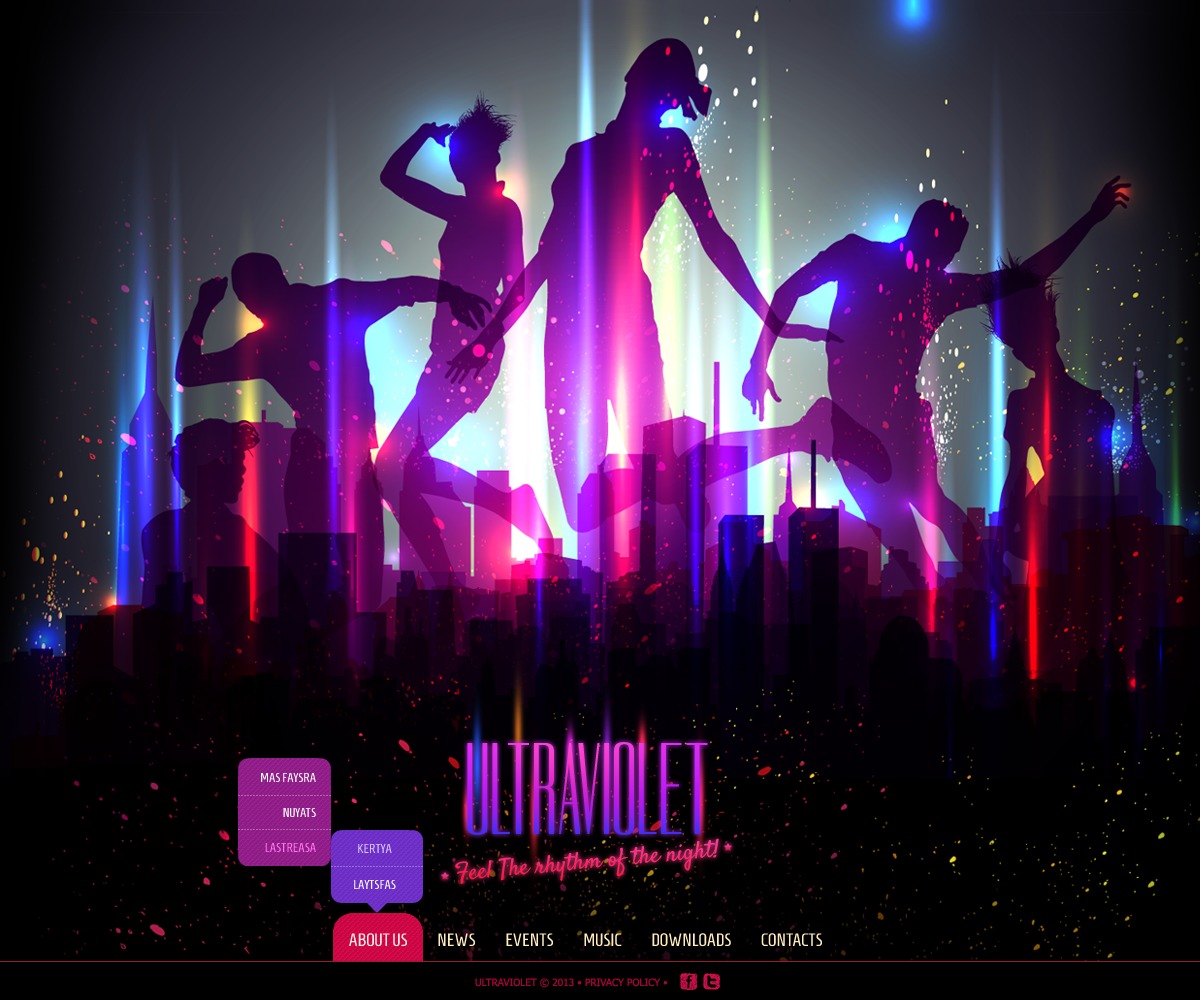 ULTRAVIOLET
Feel The rhythm of the night!
MAS FAYSRA
NUYATS
LASTREASA
KERTYA
LAYTSFAS
ABOUT US NEWS EVENTS MUSIC DOWNLOADS CONTACTS
ULTRAVIOLET © 2013 • PRIVACY POLICY •